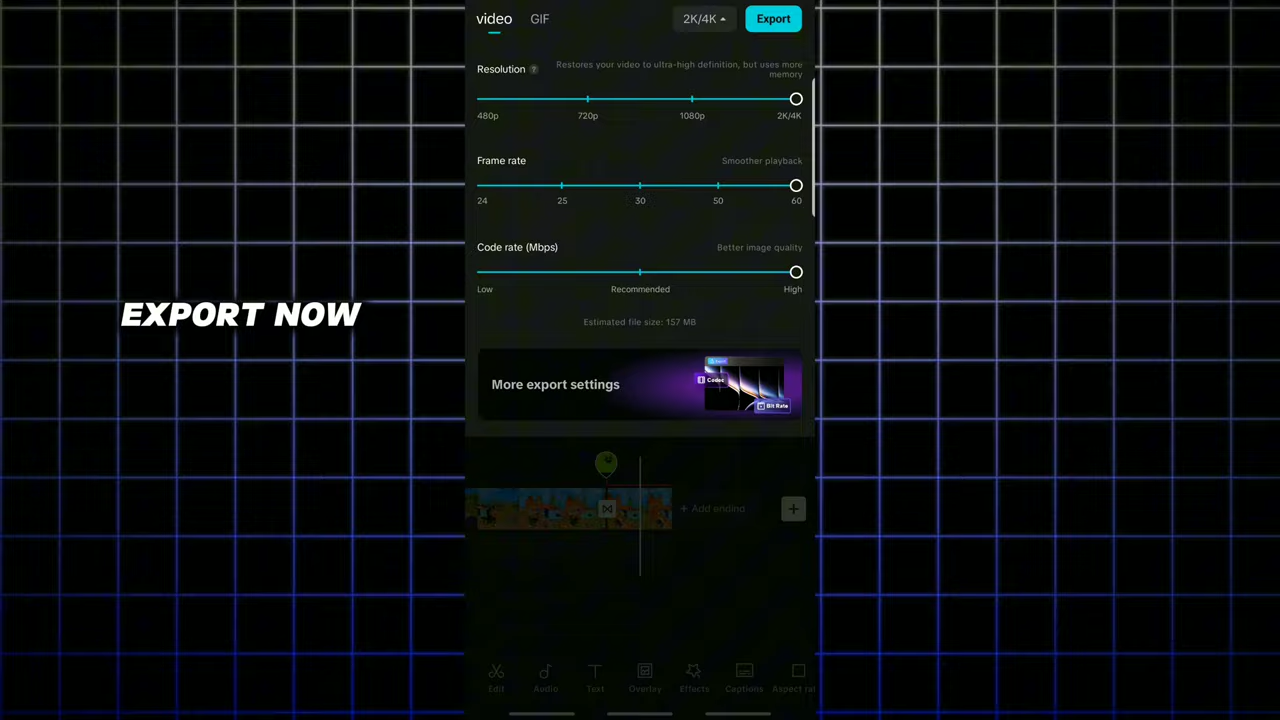 video GIF 2K/4K Export
Resolution ? Restores your video to ultra-high definition, but uses more
memory
480p 720p 1080p 2K/4K
Frame rate Smoother playback
24 25 30 50 60
Code rate (Mbps) Better image quality
Low Recommended High
EXPORT NOW
Estimated file size: 157 MB
More export settings
Codec
Bit Rate
+ Add ending
Edit Audio Text Overlay Effects Captions Aspect rat